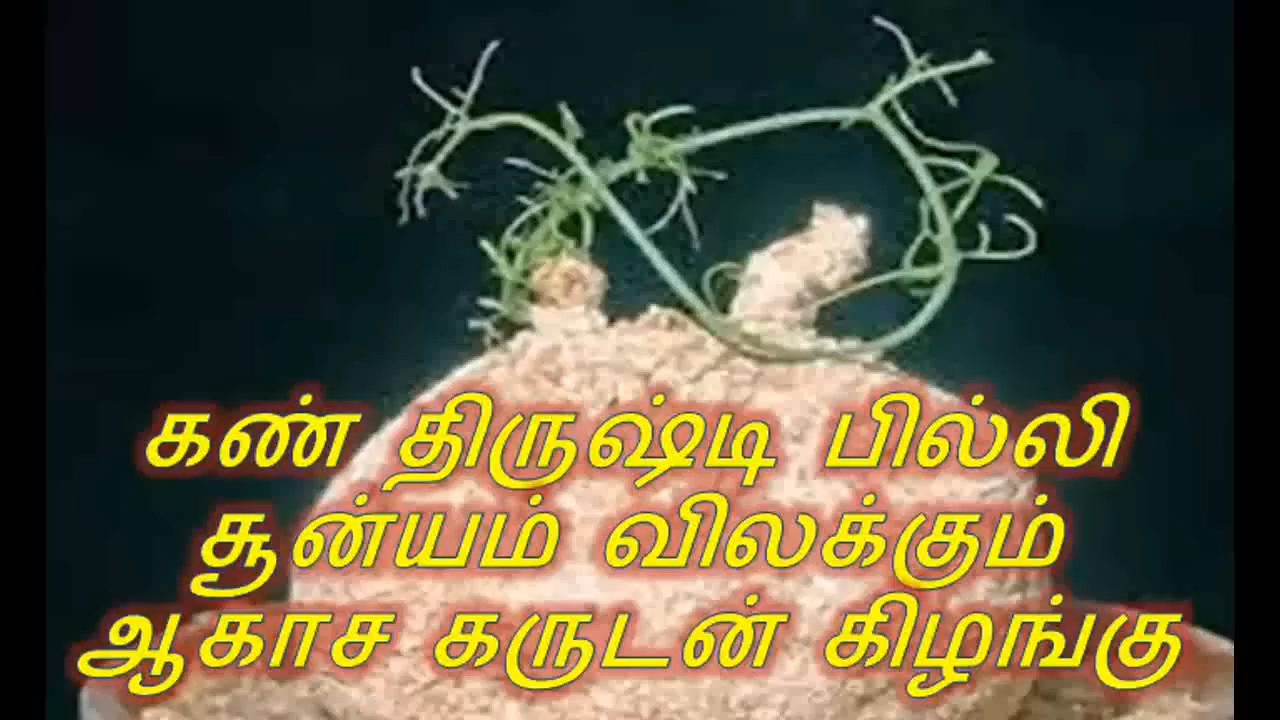 கண் திருஷ்டி பில்லி
சூன்யம் விலக்கும்
ஆகாச கருடன் கிழங்கு